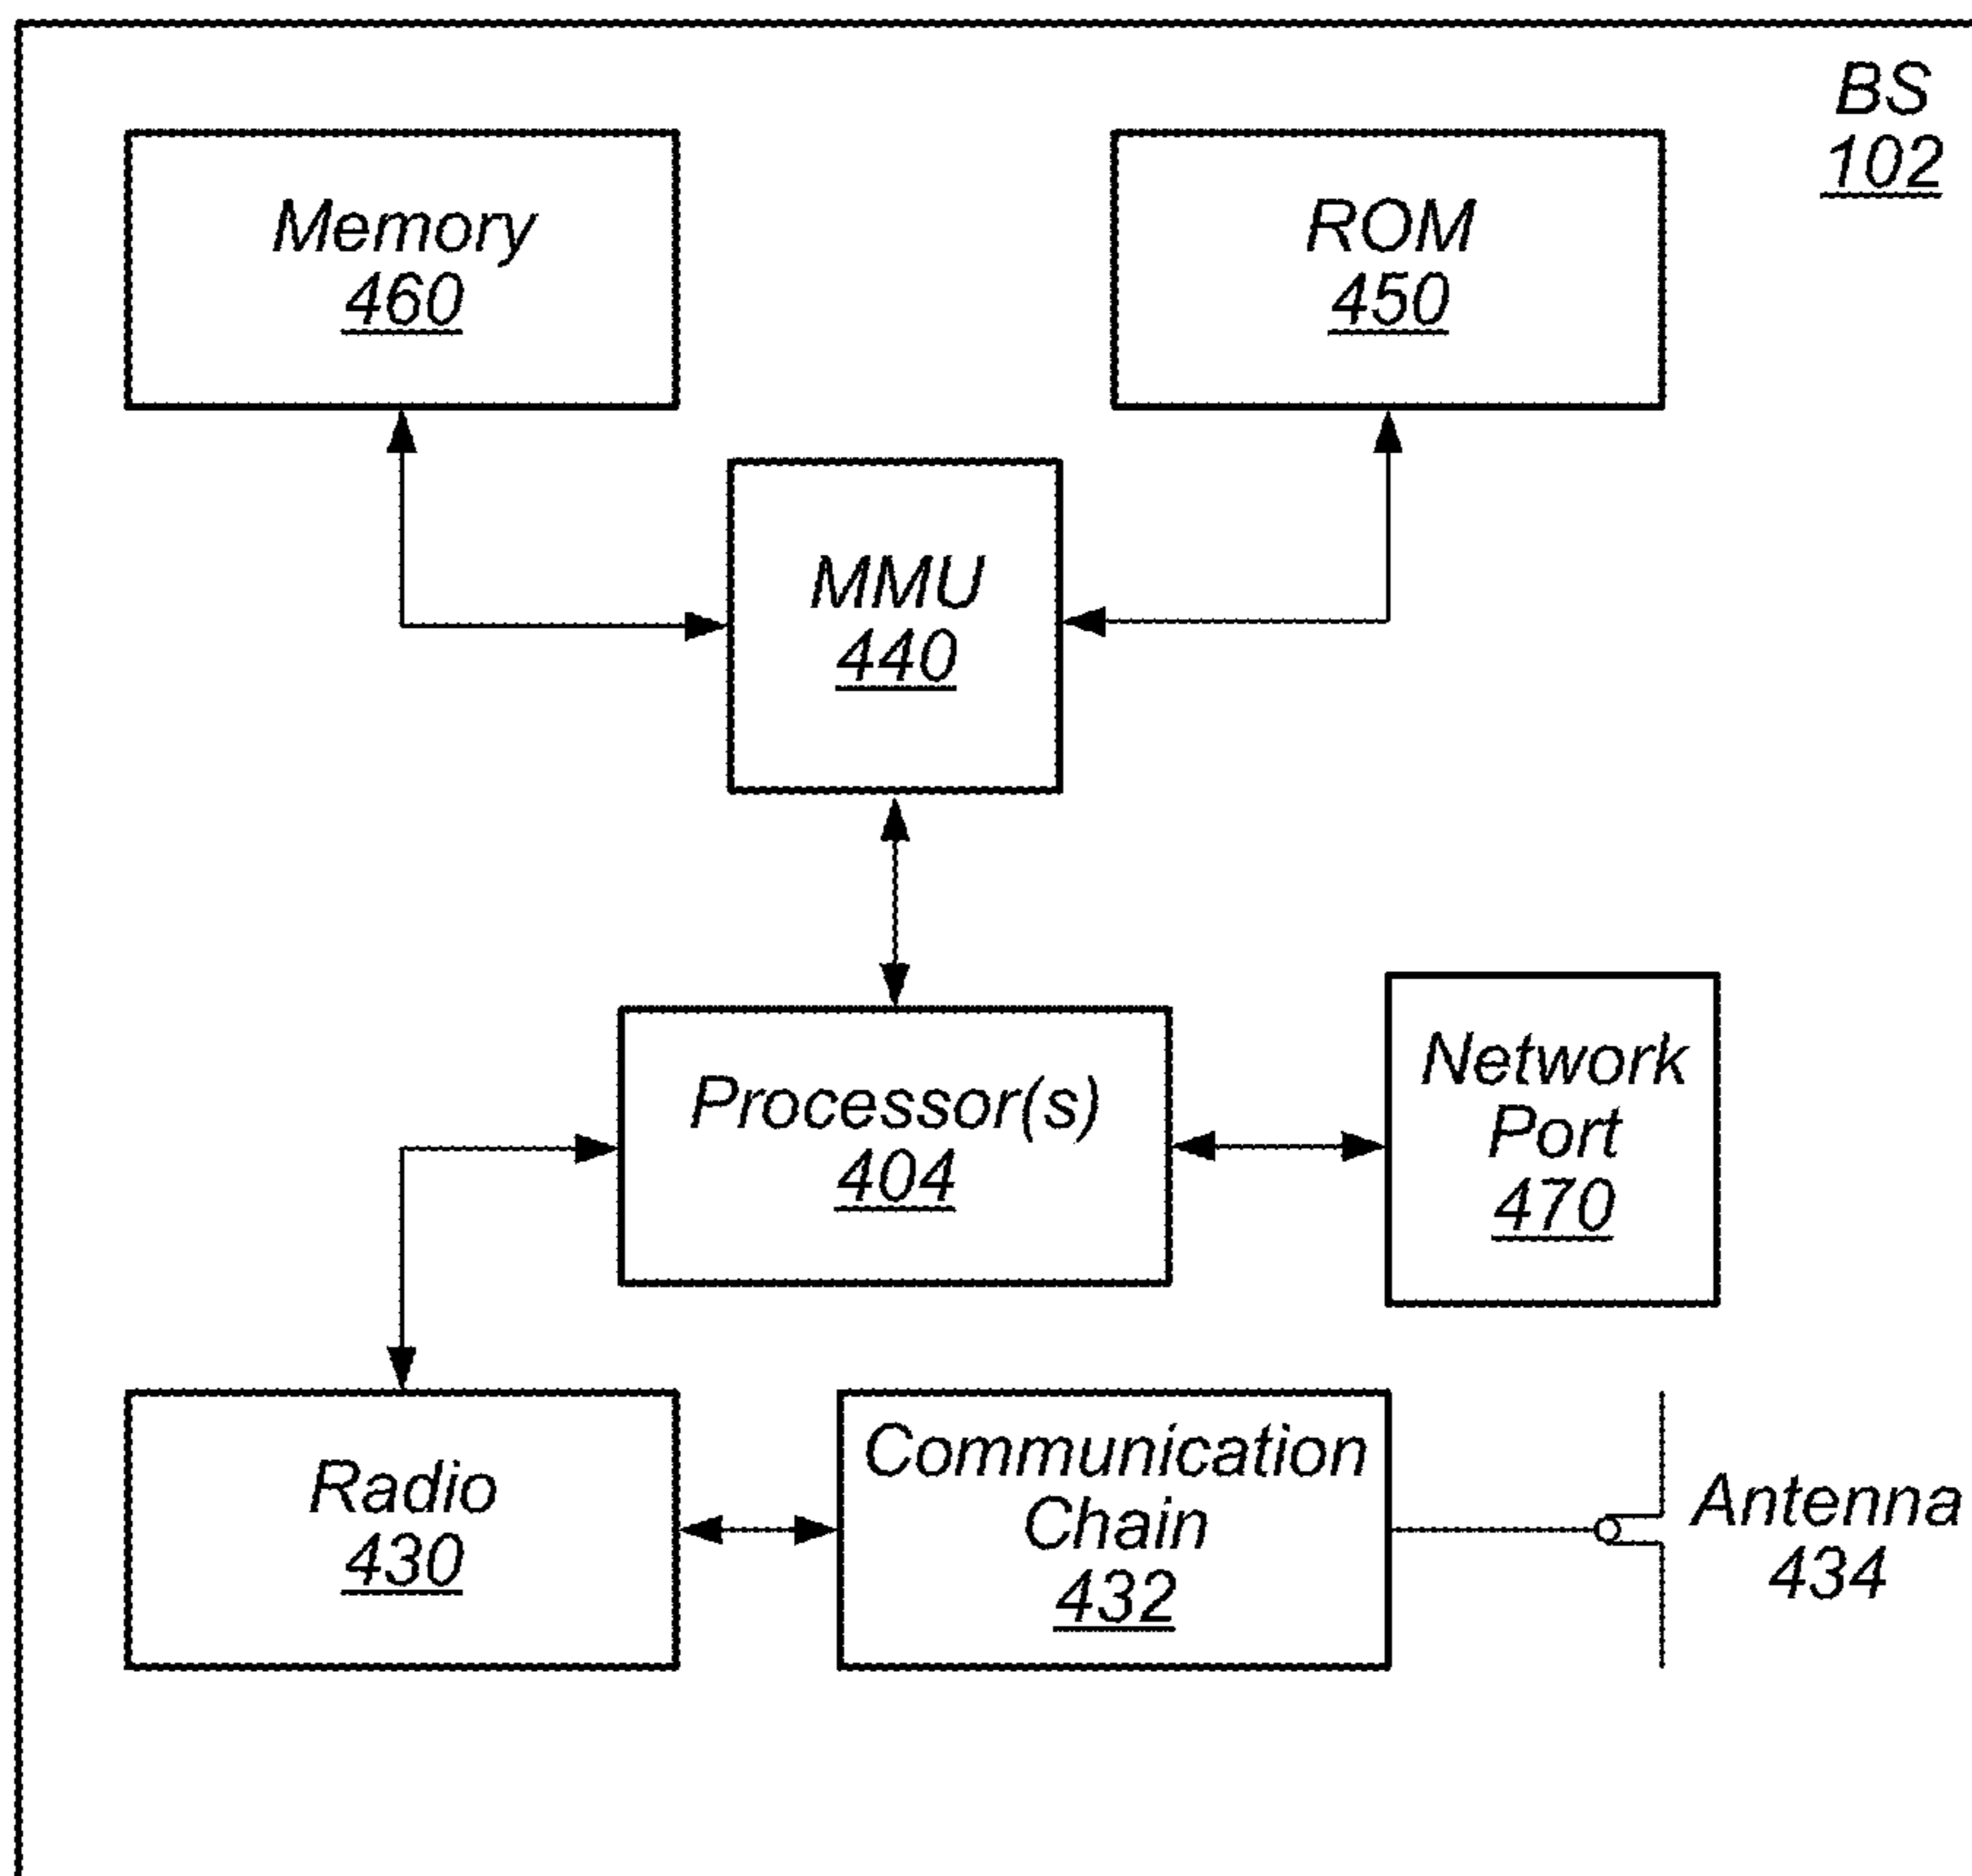 BS
102
Memory
460
ROM
450
MMU
440
Processor(s)
404
Network
Port
470
Radio
430
Communication
Chain
432
Antenna
434